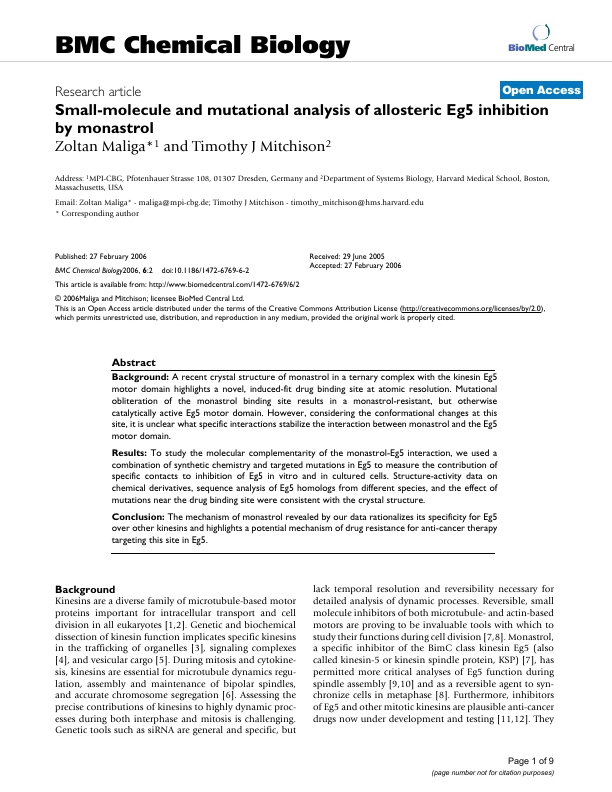 BMC Chemical Biology
BioMed Central
Research article
Open Access
Small-molecule and mutational analysis of allosteric Eg5 inhibition
by monastrol
Zoltan Maliga*1 and Timothy J Mitchison2
Address: 1MPI-CBG, Pfotenhauer Strasse 108, 01307 Dresden, Germany and 2Department of Systems Biology, Harvard Medical School, Boston,
Massachusetts, USA
Email: Zoltan Maliga* - maliga@mpi-cbg.de; Timothy J Mitchison - timothy_mitchison@hms.harvard.edu
* Corresponding author
Published: 27 February 2006
BMC Chemical Biology2006, 6:2 doi:10.1186/1472-6769-6-2
Received: 29 June 2005
Accepted: 27 February 2006
This article is available from: http://www.biomedcentral.com/1472-6769/6/2
© 2006Maliga and Mitchison; licensee BioMed Central Ltd.
This is an Open Access article distributed under the terms of the Creative Commons Attribution License (http://creativecommons.org/licenses/by/2.0),
which permits unrestricted use, distribution, and reproduction in any medium, provided the original work is properly cited.
Abstract
Background: A recent crystal structure of monastrol in a ternary complex with the kinesin Eg5
motor domain highlights a novel, induced-fit drug binding site at atomic resolution. Mutational
obliteration of the monastrol binding site results in a monastrol-resistant, but otherwise
catalytically active Eg5 motor domain. However, considering the conformational changes at this
site, it is unclear what specific interactions stabilize the interaction between monastrol and the Eg5
motor domain.
Results: To study the molecular complementarity of the monastrol-Eg5 interaction, we used a
combination of synthetic chemistry and targeted mutations in Eg5 to measure the contribution of
specific contacts to inhibition of Eg5 in vitro and in cultured cells. Structure-activity data on
chemical derivatives, sequence analysis of Eg5 homologs from different species, and the effect of
mutations near the drug binding site were consistent with the crystal structure.
Conclusion: The mechanism of monastrol revealed by our data rationalizes its specificity for Eg5
over other kinesins and highlights a potential mechanism of drug resistance for anti-cancer therapy
targeting this site in Eg5.
Background
Kinesins are a diverse family of microtubule-based motor
proteins important for intracellular transport and cell
division in all eukaryotes [1,2]. Genetic and biochemical
dissection of kinesin function implicates specific kinesins
in the trafficking of organelles [3], signaling complexes
[4], and vesicular cargo [5]. During mitosis and cytokine-
sis, kinesins are essential for microtubule dynamics regu-
lation, assembly and maintenance of bipolar spindles,
and accurate chromosome segregation [6]. Assessing the
precise contributions of kinesins to highly dynamic proc-
esses during both interphase and mitosis is challenging.
Genetic tools such as siRNA are general and specific, but
lack temporal resolution and reversibility necessary for
detailed analysis of dynamic processes. Reversible, small
molecule inhibitors of both microtubule- and actin-based
motors are proving to be invaluable tools with which to
study their functions during cell division [7,8]. Monastrol,
a specific inhibitor of the BimC class kinesin Eg5 (also
called kinesin-5 or kinesin spindle protein, KSP) [7], has
permitted more critical analyses of Eg5 function during
spindle assembly [9,10] and as a reversible agent to syn-
chronize cells in metaphase [8]. Furthermore, inhibitors
of Eg5 and other mitotic kinesins are plausible anti-cancer
drugs now under development and testing [11,12]. They
Page 1 of 9
(page number not for citation purposes)